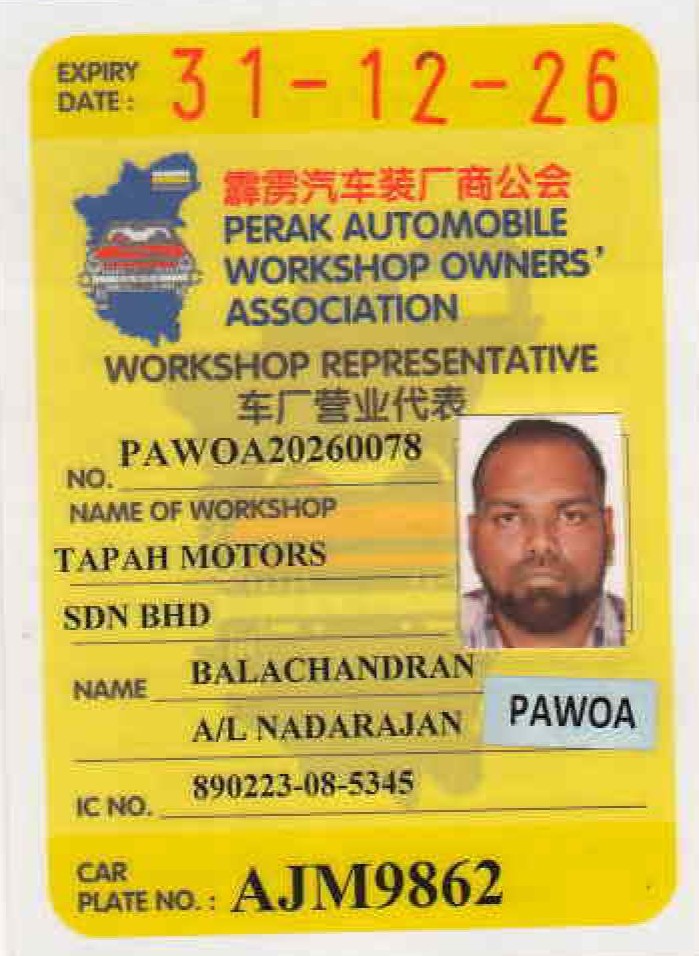 EXPIRY
DATE : 31-12-26
霹雳汽车装厂商公会
PERAK AUTOMOBILE
WORKSHOP OWNERS'
ASSOCIATION
WORKSHOP REPRESENTATIVE
车厂营业代表
NO. PAWOA20260078
NAME OF WORKSHOP
TAPAH MOTORS
SDN BHD
NAME BALACHANDRAN
A/L NADARAJAN
PAWOA
IC NO. 890223-08-5345
CAR
PLATE NO. : AJM9862